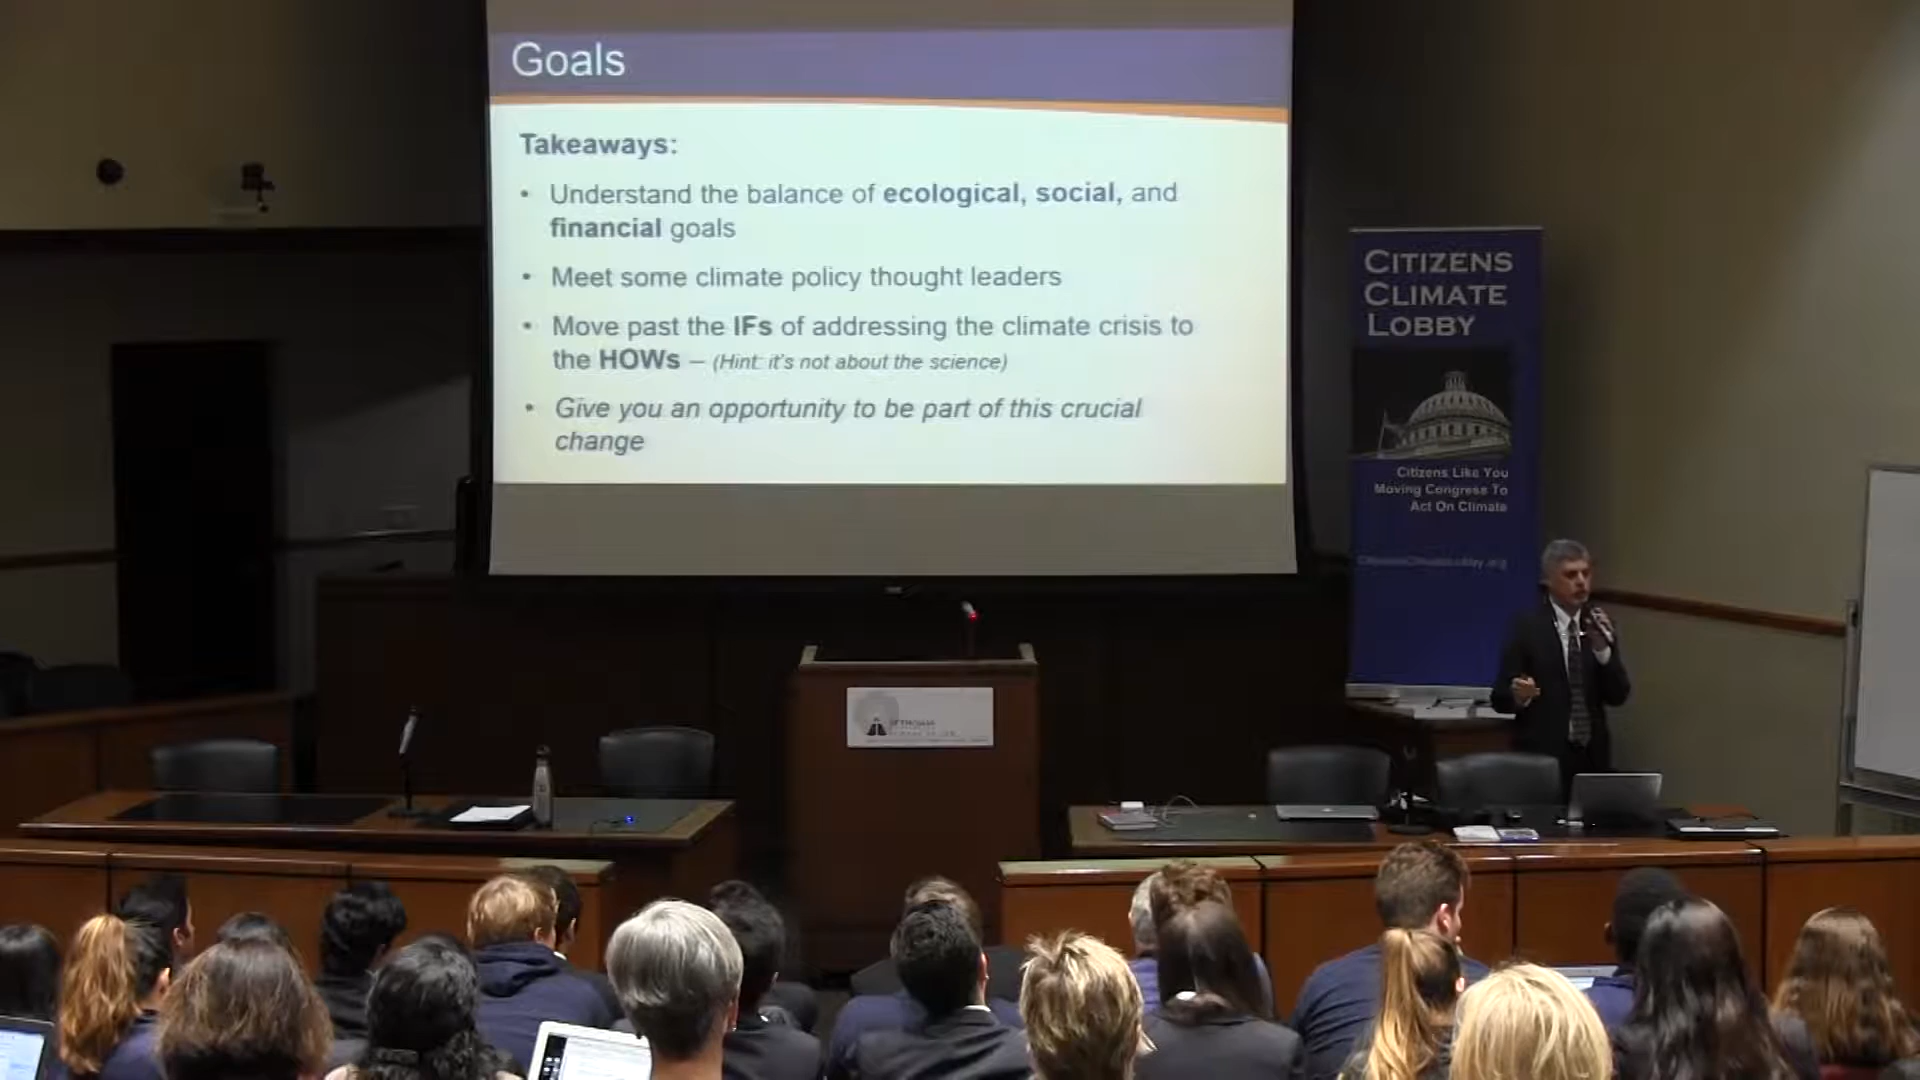 Goals
Takeaways:
• Understand the balance of ecological, social, and
financial goals
• Meet some climate policy thought leaders
• Move past the IFs of addressing the climate crisis to
the HOWs – (Hint: it's not about the science)
• Give you an opportunity to be part of this crucial
change
CITIZENS
CLIMATE
LOBBY
Citizens Like You
Moving Congress To
Act On Climate